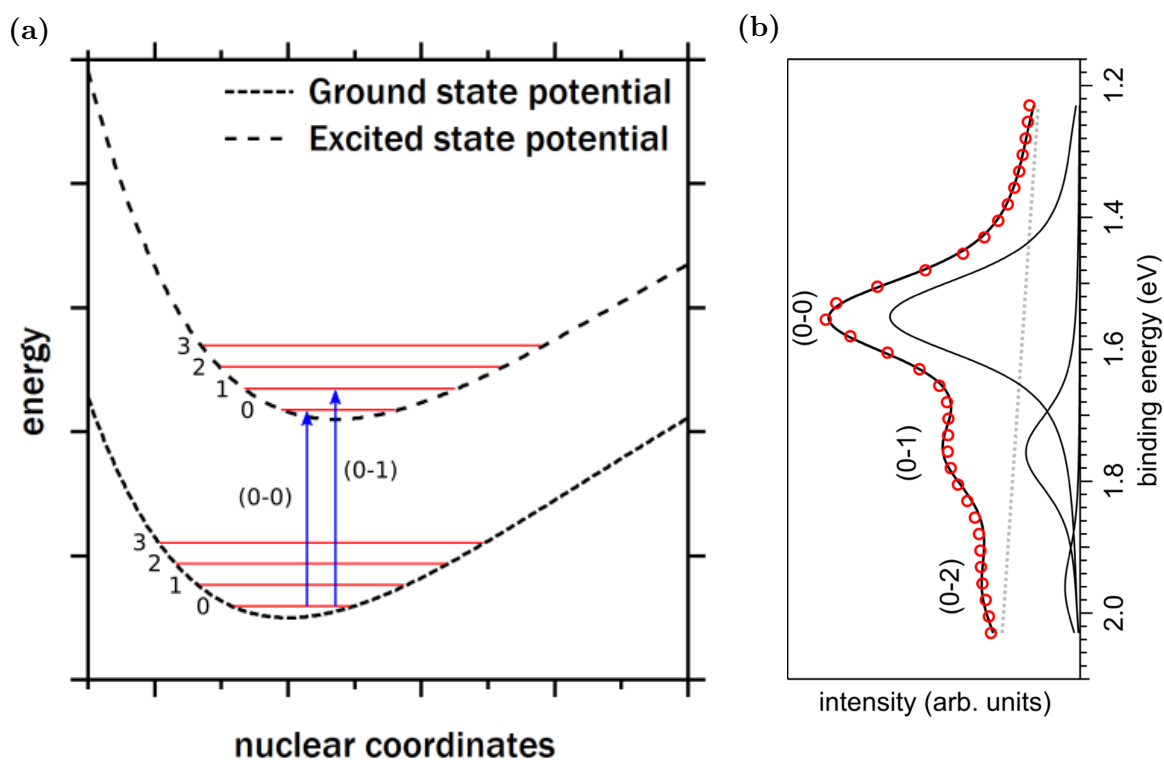 (a)
Ground state potential
Excited state potential
energy
3
2
1
0
(0-0)
(0-1)
3
2
1
0
nuclear coordinates
(b)
(0-0)
(0-1)
(0-2)
1.2
1.4
1.6
1.8
2.0
binding energy (eV)
intensity (arb. units)